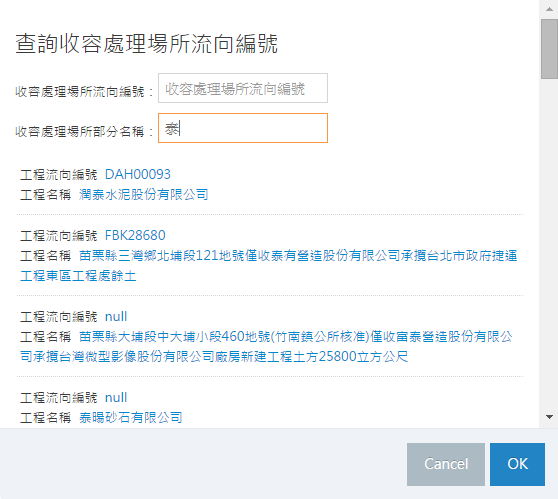 查詢收容處理場所流向編號
收容處理場所流向編號： 收容處理場所流向編號
收容處理場所部分名稱： 泰
工程流向編號 DAH00093
工程名稱 潤泰水泥股份有限公司
工程流向編號 FBK28680
工程名稱 苗栗縣三灣鄉北埔段121地號僅收泰有營造股份有限公司承攬台北市政府捷運
工程東區工程處餘土
工程流向編號 null
工程名稱 苗栗縣大埔段中大埔小段460地號(竹南鎮公所核准)僅收富泰營造股份有限公
司承攬台灣微型影像股份有限公司廠房新建工程土方25800立方公尺
工程流向編號 null
工程名稱 泰暘砂石有限公司
Cancel OK